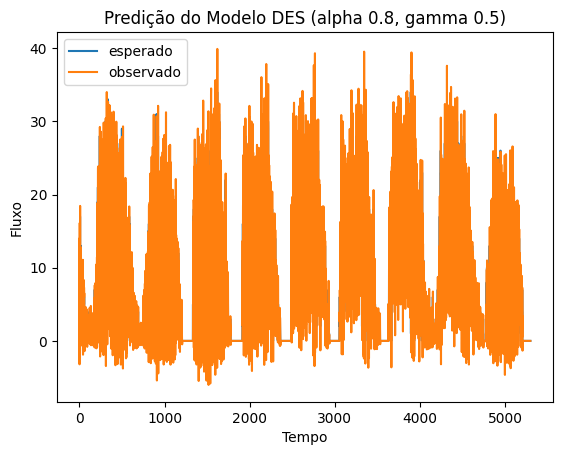 Predição do Modelo DES (alpha 0.8, gamma 0.5)
esperado
observado
Fluxo
40
30
20
10
0
0 1000 2000 3000 4000 5000
Tempo